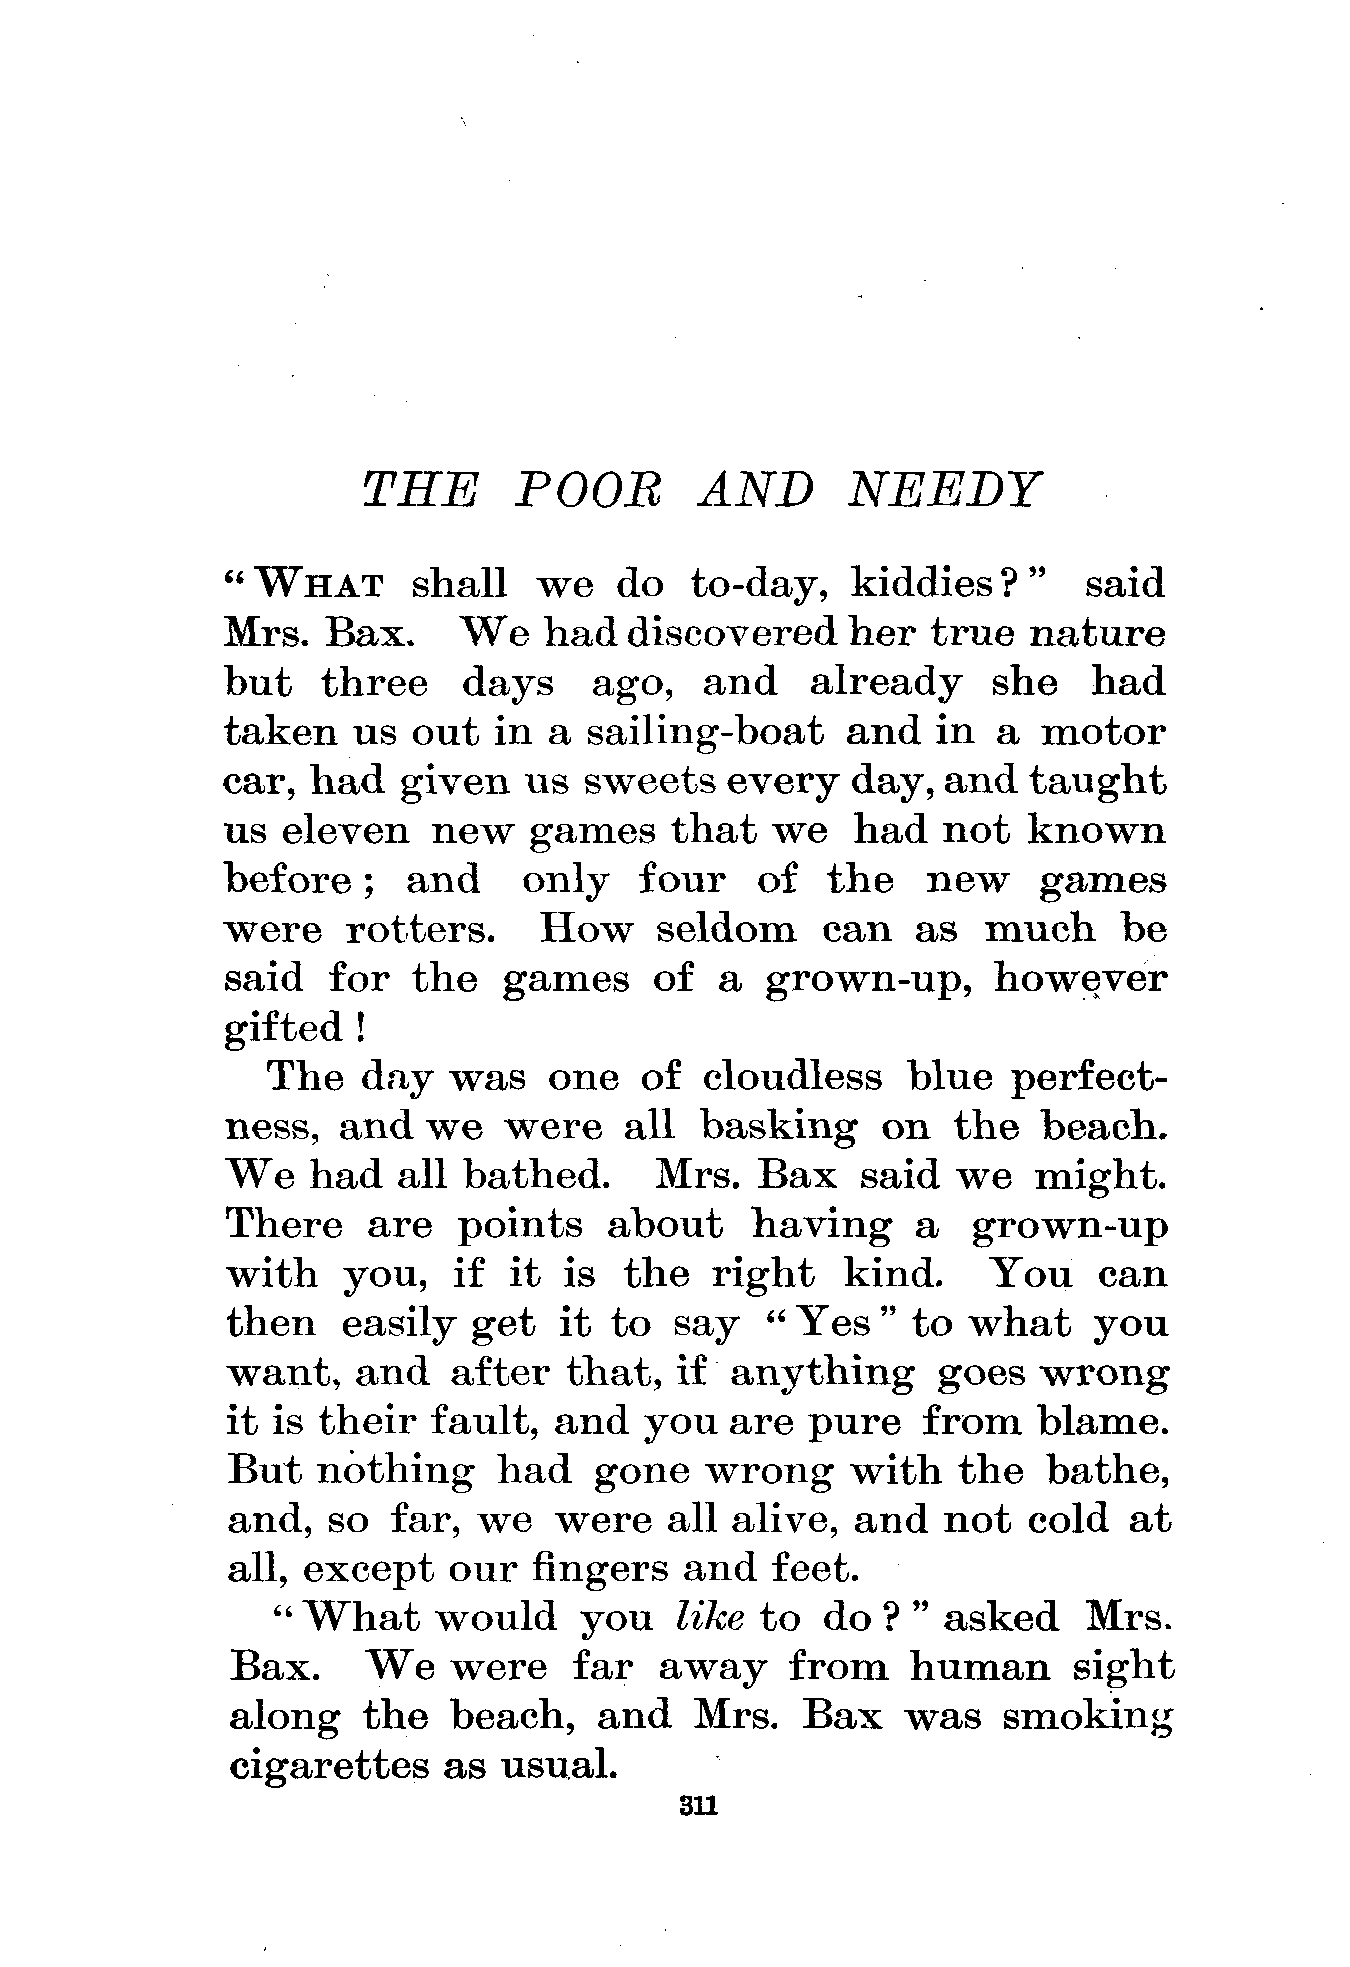 THE POOR AND NEEDY
“WHAT shall we do to-day, kiddies?” said
Mrs. Bax. We had discovered her true nature
but three days ago, and already she had
taken us out in a sailing-boat and in a motor
car, had given us sweets every day, and taught
us eleven new games that we had not known
before; and only four of the new games
were rotters. How seldom can as much be
said for the games of a grown-up, however
gifted!
The day was one of cloudless blue perfect-
ness, and we were all basking on the beach.
We had all bathed. Mrs. Bax said we might.
There are points about having a grown-up
with you, if it is the right kind. You can
then easily get it to say “Yes” to what you
want, and after that, if anything goes wrong
it is their fault, and you are pure from blame.
But nothing had gone wrong with the bathe,
and, so far, we were all alive, and not cold at
all, except our fingers and feet.
“What would you like to do?” asked Mrs.
Bax. We were far away from human sight
along the beach, and Mrs. Bax was smoking
cigarettes as usual.
311